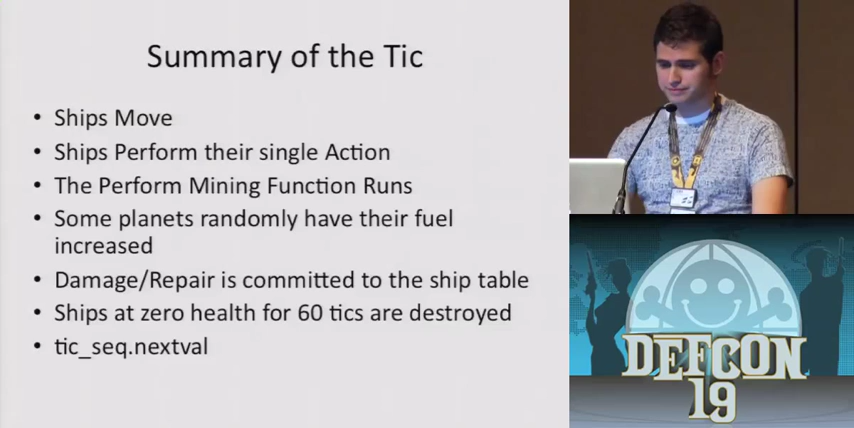 Summary of the Tic
• Ships Move
• Ships Perform their single Action
• The Perform Mining Function Runs
• Some planets randomly have their fuel
increased
• Damage/Repair is committed to the ship table
• Ships at zero health for 60 tics are destroyed
• tic_seq.nextval
DEFCON
19